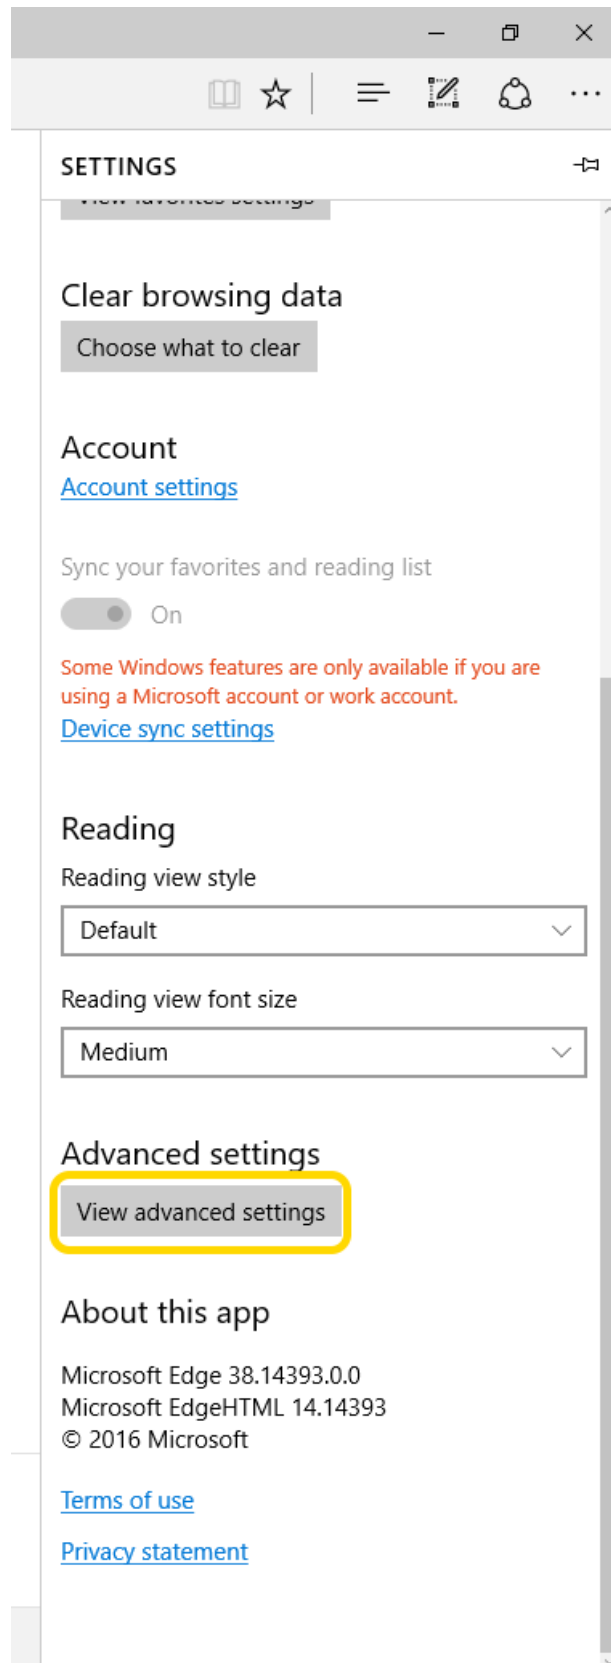 SETTINGS
View favorites settings
Clear browsing data
Choose what to clear
Account
Account settings
Sync your favorites and reading list
On
Some Windows features are only available if you are
using a Microsoft account or work account.
Device sync settings
Reading
Reading view style
Default
Reading view font size
Medium
Advanced settings
View advanced settings
About this app
Microsoft Edge 38.14393.0.0
Microsoft EdgeHTML 14.14393
© 2016 Microsoft
Terms of use
Privacy statement